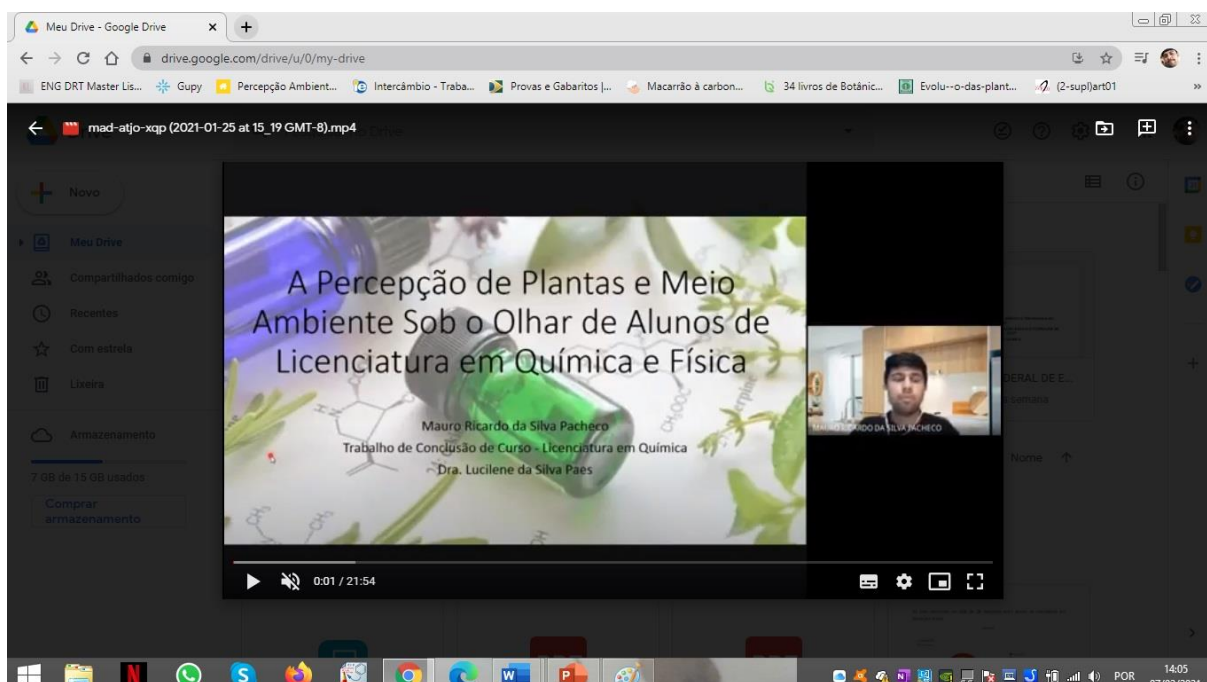 Meu Drive - Google Drive
drive.google.com/drive/u/0/my-drive
ENG DRT Master Lis... Gupy Percepção Ambient... Intercâmbio - Traba... Provas e Gabaritos |... Macarrão à carbon... 34 livros de Botânic... Evolu--o-das-plant... (2-supl)art01
mad-atjo-xqp (2021-01-25 at 15_19 GMT-8).mp4
Novo
Meu Drive
Compartilhados comigo
Recentes
Com estrela
Lixeira
Armazenamento
7 GB de 15 GB usados
Comprar
armazenamento
A Percepção de Plantas e Meio
Ambiente Sob o Olhar de Alunos de
Licenciatura em Química e Física
Mauro Ricardo da Silva Pacheco
Trabalho de Conclusão de Curso - Licenciatura em Química
Dra. Lucilene da Silva Paes
MAURO RICARDO DA SILVA PACHECO
DERAL DE E...
semana
Nome
0:01 / 21:54
POR
14:05